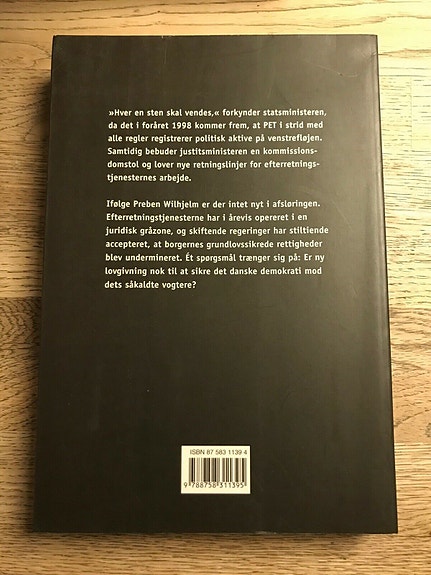 »Hver en sten skal vendes,« forkynder statsministeren,
da det i foråret 1998 kommer frem, at PET i strid med
alle regler registrerer politisk aktive på venstrefløjen.
Samtidig bebuder justitsministeren en kommissions-
domstol og lover nye retningslinjer for efterretnings-
tjenesternes arbejde.
Ifølge Preben Wilhjelm er der intet nyt i afsløringen.
Efterretningstjenesterne har i årevis opereret i en
juridisk gråzone, og skiftende regeringer har stiltiende
accepteret, at borgernes grundlovssikrede rettigheder
blev undermineret. Ét spørgsmål trænger sig på: Er ny
lovgivning nok til at sikre det danske demokrati mod
dets såkaldte vogtere?
ISBN 87 583 1139 4
9 788758 311395